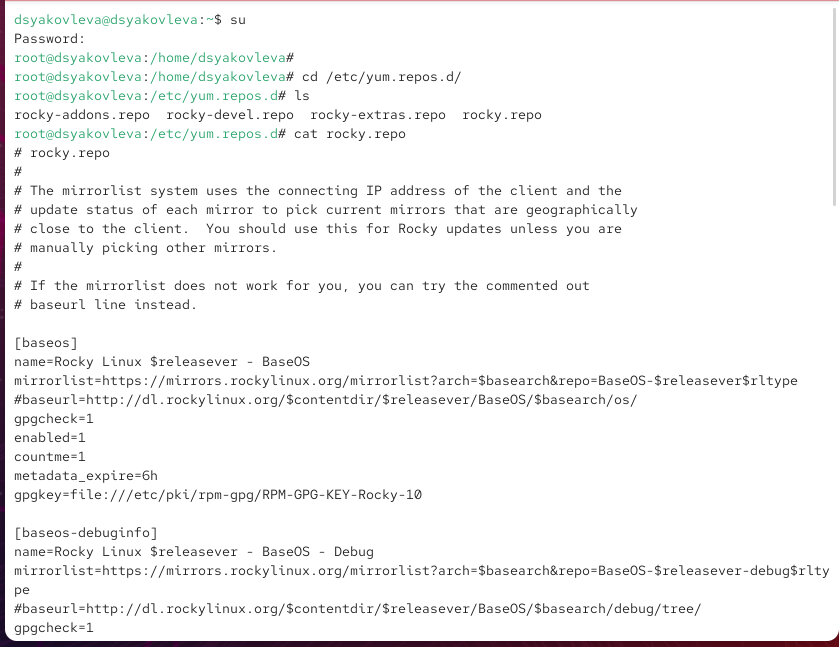 dsyakovleva@dsyakovleva:~$ su
Password:
root@dsyakovleva:/home/dsyakovleva#
root@dsyakovleva:/home/dsyakovleva# cd /etc/yum.repos.d/
root@dsyakovleva:/etc/yum.repos.d# ls
rocky-addons.repo  rocky-devel.repo  rocky-extras.repo  rocky.repo
root@dsyakovleva:/etc/yum.repos.d# cat rocky.repo
# rocky.repo
#
# The mirrorlist system uses the connecting IP address of the client and the
# update status of each mirror to pick current mirrors that are geographically
# close to the client.  You should use this for Rocky updates unless you are
# manually picking other mirrors.
#
# If the mirrorlist does not work for you, you can try the commented out
# baseurl line instead.

[baseos]
name=Rocky Linux $releasever - BaseOS
mirrorlist=https://mirrors.rockylinux.org/mirrorlist?arch=$basearch&repo=BaseOS-$releasever$rltype
#baseurl=http://dl.rockylinux.org/$contentdir/$releasever/BaseOS/$basearch/os/
gpgcheck=1
enabled=1
countme=1
metadata_expire=6h
gpgkey=file:///etc/pki/rpm-gpg/RPM-GPG-KEY-Rocky-10

[baseos-debuginfo]
name=Rocky Linux $releasever - BaseOS - Debug
mirrorlist=https://mirrors.rockylinux.org/mirrorlist?arch=$basearch&repo=BaseOS-$releasever-debug$rlty
pe
#baseurl=http://dl.rockylinux.org/$contentdir/$releasever/BaseOS/$basearch/debug/tree/
gpgcheck=1